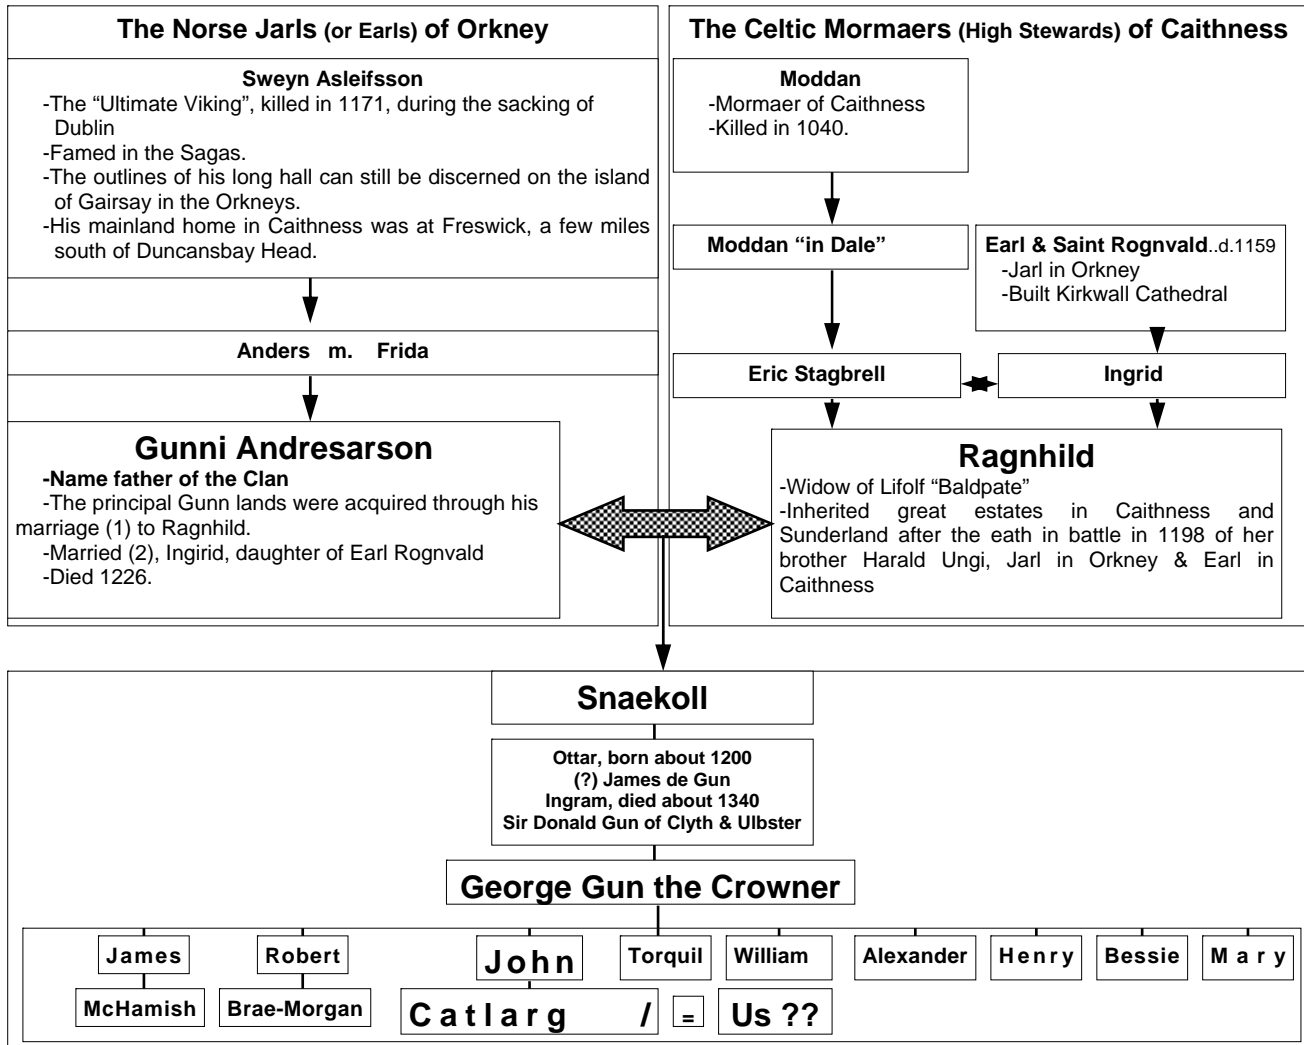 The Norse Jarls (or Earls) of Orkney
Sweyn Asleifsson
-The “Ultimate Viking”, killed in 1171, during the sacking of
Dublin
-Famed in the Sagas.
-The outlines of his long hall can still be discerned on the island
of Gairsay in the Orkneys.
-His mainland home in Caithness was at Freswick, a few miles
south of Duncansbay Head.
Anders m. Frida
Gunni Andresarson
-Name father of the Clan
-The principal Gunn lands were acquired through his
marriage (1) to Ragnhild.
-Married (2), Ingirid, daughter of Earl Rognvald
-Died 1226.
The Celtic Mormaers (High Stewards) of Caithness
Moddan
-Mormaer of Caithness
-Killed in 1040.
Moddan “in Dale”
Earl & Saint Rognvald..d.1159
-Jarl in Orkney
-Built Kirkwall Cathedral
Eric Stagbrell
Ingrid
Ragnhild
-Widow of Lifolf “Baldpate”
-Inherited great estates in Caithness and
Sunderland after the eath in battle in 1198 of her
brother Harald Ungi, Jarl in Orkney & Earl in
Caithness
Snaekoll
Ottar, born about 1200
(?) James de Gun
Ingram, died about 1340
Sir Donald Gun of Clyth & Ulbster
George Gun the Crowner
James Robert John Torquil William Alexander Henry Bessie Mary
McHamish Brae-Morgan Catlarg / = Us ??